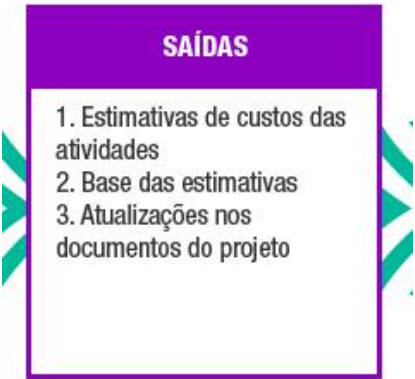 SAÍDAS
1. Estimativas de custos das
atividades
2. Base das estimativas
3. Atualizações nos
documentos do projeto